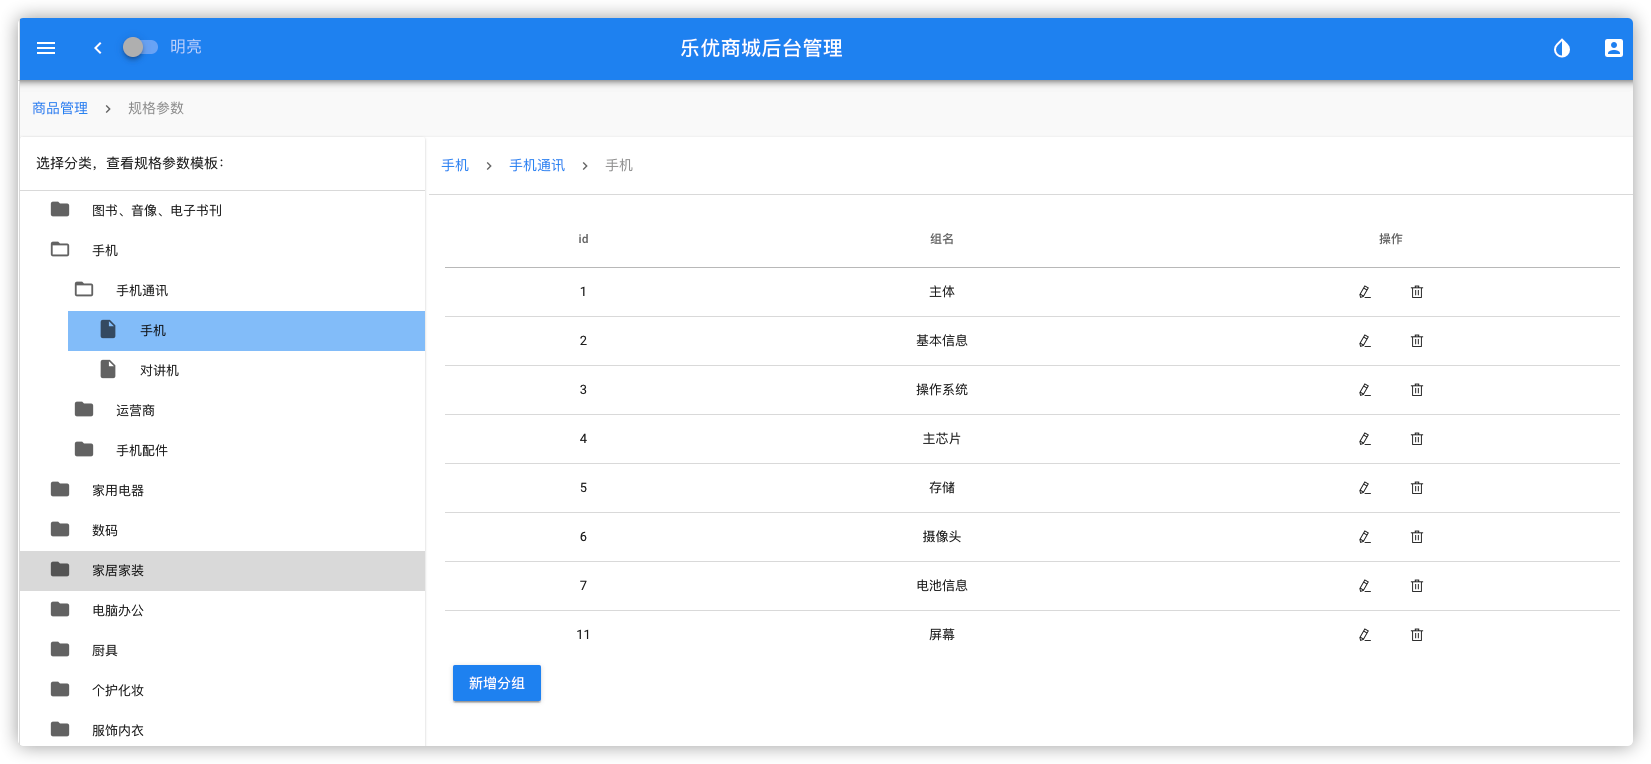 明亮
乐优商城后台管理
商品管理 > 规格参数
选择分类，查看规格参数模板：
图书、音像、电子书刊
手机
手机通讯
手机
对讲机
运营商
手机配件
家用电器
数码
家居家装
电脑办公
厨具
个护化妆
服饰内衣
手机 > 手机通讯 > 手机
id 组名 操作
1 主体
2 基本信息
3 操作系统
4 主芯片
5 存储
6 摄像头
7 电池信息
11 屏幕
新增分组